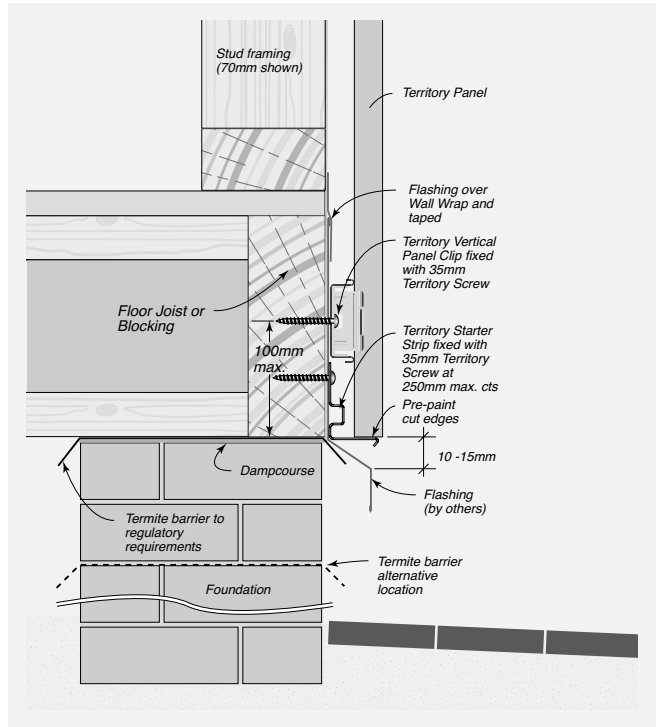 Stud framing
(70mm shown)
Territory Panel
Flashing over
Wall Wrap and
taped
Territory Vertical
Panel Clip fixed
with 35mm
Territory Screw
Floor Joist or
Blocking
100mm
max.
Territory Starter
Strip fixed with
35mm Territory
Screw at
250mm max. cts
Pre-paint
cut edges
10 -15mm
Dampcourse
Flashing
(by others)
Termite barrier to
regulatory
requirements
Termite barrier
alternative
location
Foundation